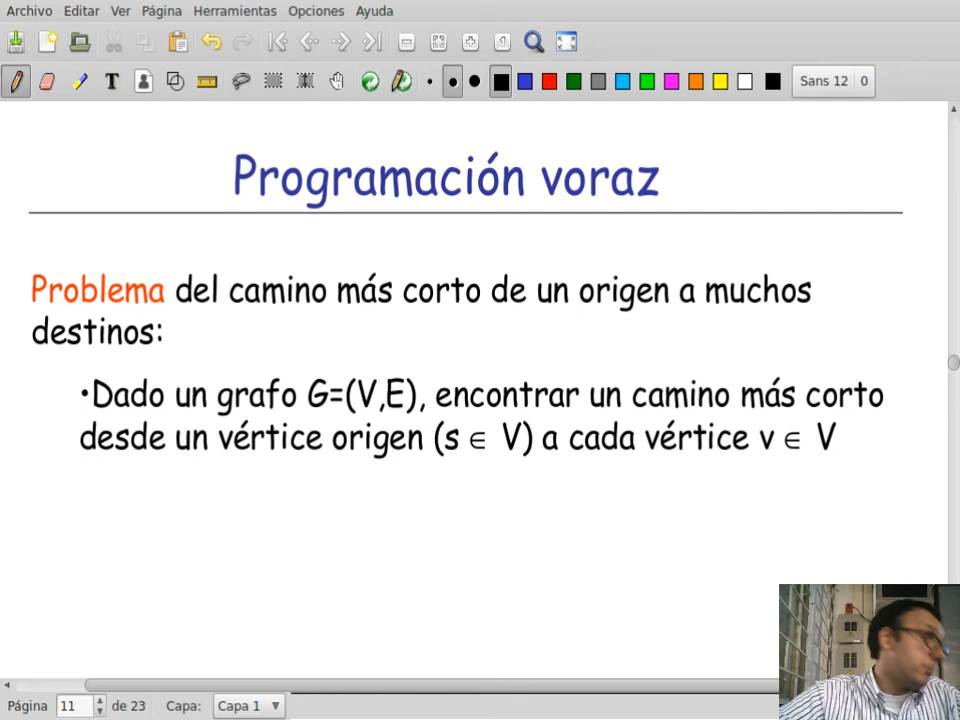 Archivo Editar Ver Página Herramientas Opciones Ayuda
T Sans 12 0
Programación voraz
Problema del camino más corto de un origen a muchos
destinos:
•Dado un grafo G=(V,E), encontrar un camino más corto
desde un vértice origen (s ∈ V) a cada vértice v ∈ V
Página 11 de 23 Capa: Capa 1